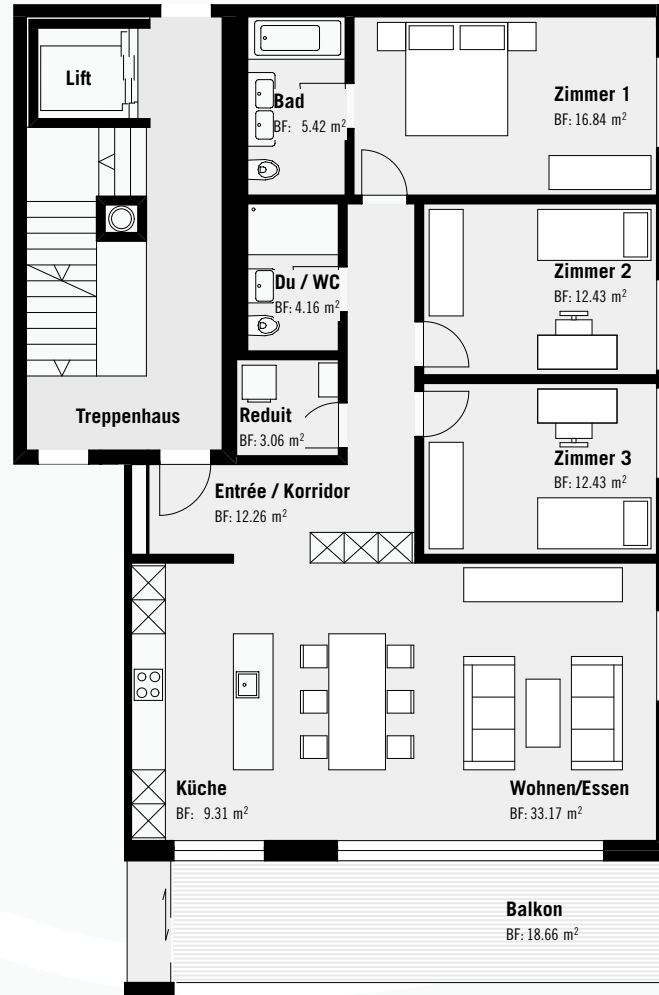 Lift
Bad
BF: 5.42 m²
Zimmer 1
BF: 16.84 m²
Du / WC
BF: 4.16 m²
Zimmer 2
BF: 12.43 m²
Treppenhaus
Reduit
BF: 3.06 m²
Zimmer 3
BF: 12.43 m²
Entrée / Korridor
BF: 12.26 m²
Küche
BF: 9.31 m²
Wohnen/Essen
BF: 33.17 m²
Balkon
BF: 18.66 m²